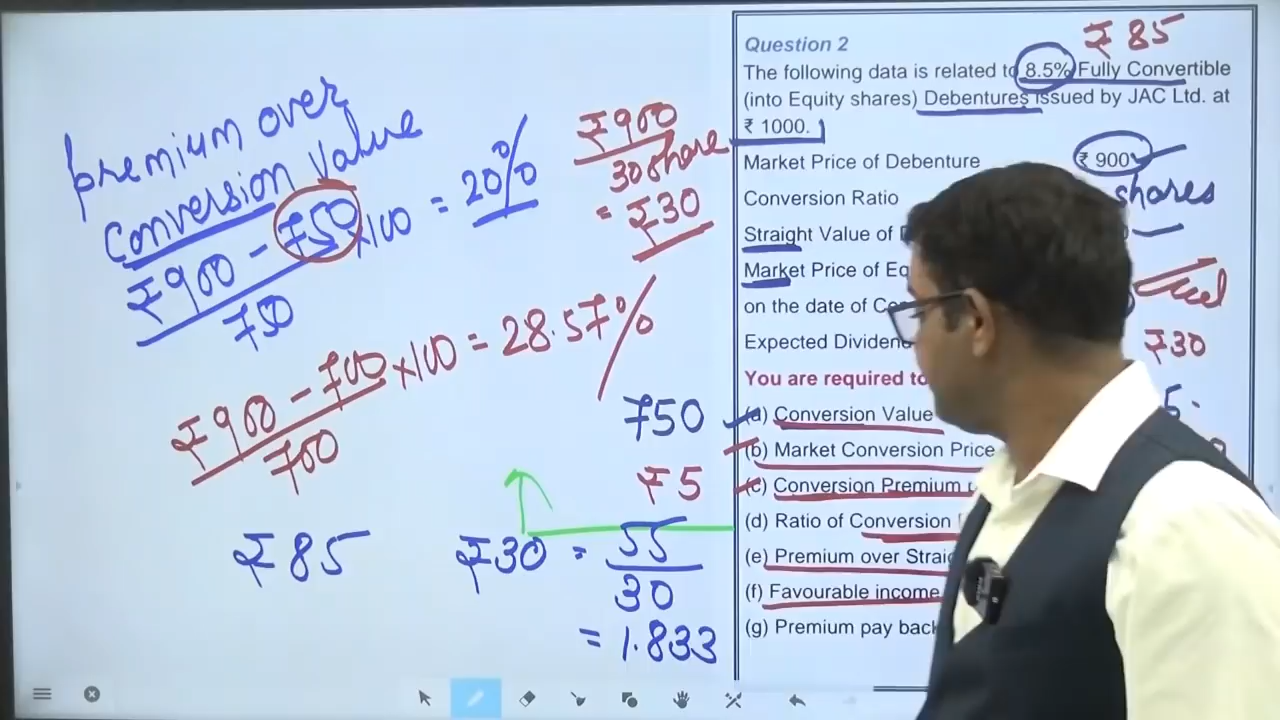 premium over
Conversion Value
₹900 - 750 ×100 = 20%
750
₹900
30 share
= ₹30
₹900 - 700 ×100 = 28.57%
700
750
₹5
₹85
₹30 = 55
30
= 1.833
₹85
Question 2
The following data is related to 8.5% Fully Convertible
(into Equity shares) Debentures issued by JAC Ltd. at
₹ 1000.
Market Price of Debenture ₹ 900
Conversion Ratio shares
Straight Value of
Market Price of Eq
on the date of
Expected Dividend
₹30
You are required to
(a) Conversion Value
(b) Market Conversion Price
(c) Conversion Premium
(d) Ratio of Conversion
(e) Premium over Straig
(f) Favourable income
(g) Premium pay back